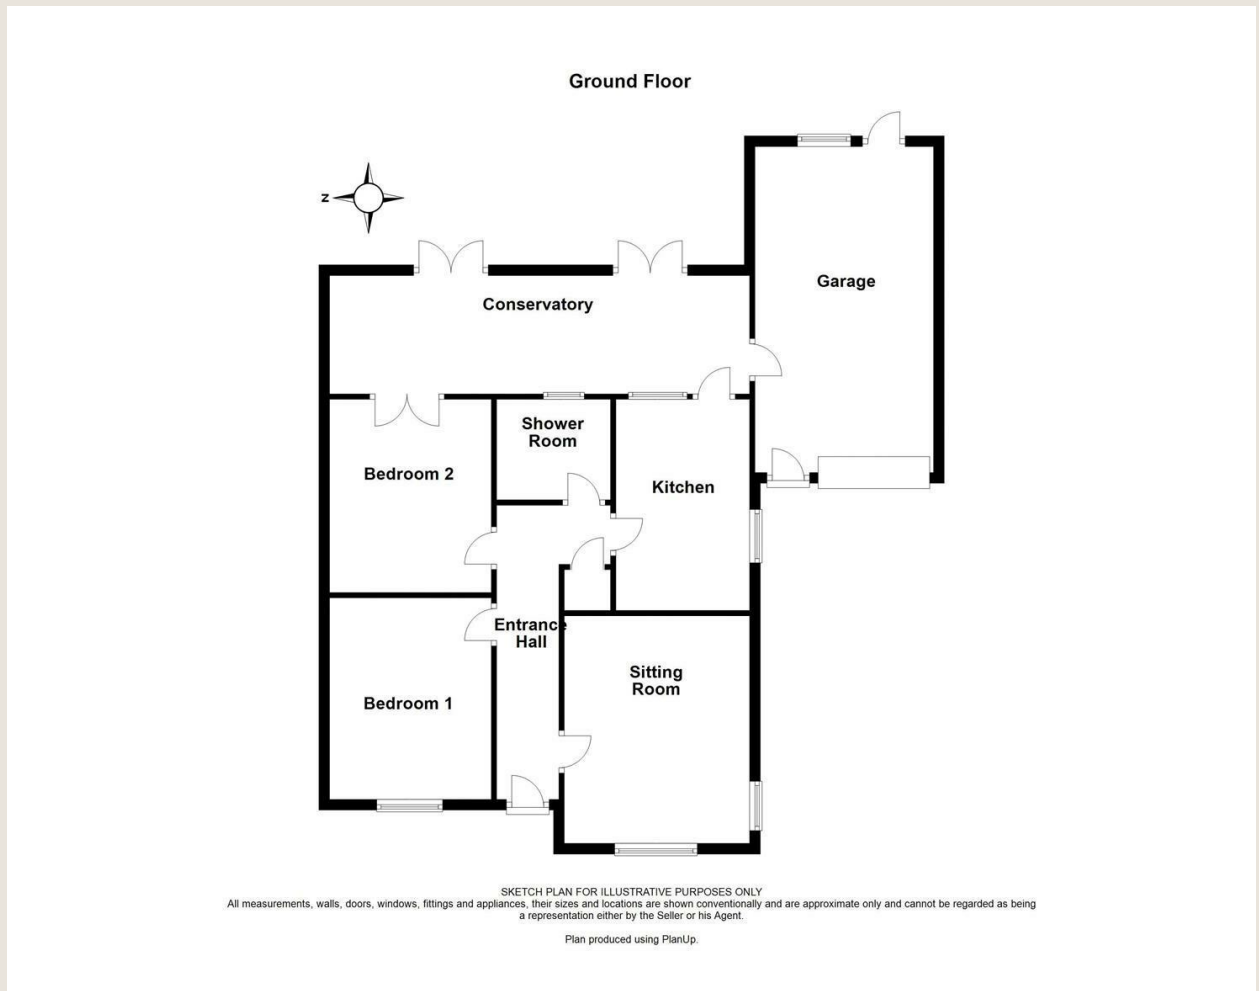 Ground Floor
N
Garage
Conservatory
Shower
Room
Bedroom 2
Kitchen
Entrance
Hall
Sitting
Room
Bedroom 1
SKETCH PLAN FOR ILLUSTRATIVE PURPOSES ONLY
All measurements, walls, doors, windows, fittings and appliances, their sizes and locations are shown conventionally and are approximate only and cannot be regarded as being
a representation either by the Seller or his Agent.
Plan produced using PlanUp.